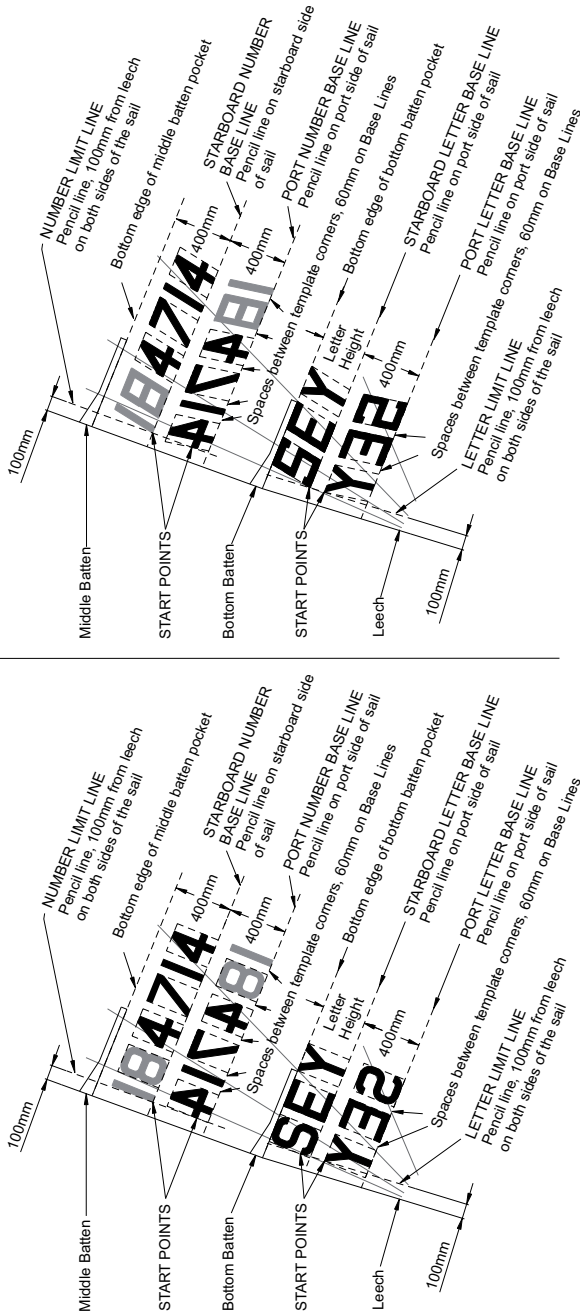 100mm
NUMBER LIMIT LINE
Pencil line, 100mm from leech
on both sides of the sail
Bottom edge of middle batten pocket
Middle Batten
184714
400mm
STARBOARD NUMBER
BASE LINE
Pencil line on starboard side
of sail
START POINTS
184714
400mm
PORT NUMBER BASE LINE
Pencil line on port side of sail
Spaces between template corners, 60mm on Base Lines
Bottom Batten
Bottom edge of bottom batten pocket
SEY
Letter
Height
STARBOARD LETTER BASE LINE
Pencil line on port side of sail
START POINTS
SEY
400mm
PORT LETTER BASE LINE
Pencil line on port side of sail
Spaces between template corners, 60mm on Base Lines
Leech
LETTER LIMIT LINE
Pencil line, 100mm from leech
on both sides of the sail
100mm
100mm
NUMBER LIMIT LINE
Pencil line, 100mm from leech
on both sides of the sail
Bottom edge of middle batten pocket
Middle Batten
184714
400mm
STARBOARD NUMBER
BASE LINE
Pencil line on starboard side
of sail
START POINTS
184714
400mm
PORT NUMBER BASE LINE
Pencil line on port side of sail
Spaces between template corners, 60mm on Base Lines
Bottom Batten
Bottom edge of bottom batten pocket
SEY
Letter
Height
STARBOARD LETTER BASE LINE
Pencil line on port side of sail
START POINTS
SEY
400mm
PORT LETTER BASE LINE
Pencil line on port side of sail
Spaces between template corners, 60mm on Base Lines
Leech
LETTER LIMIT LINE
Pencil line, 100mm from leech
on both sides of the sail
100mm